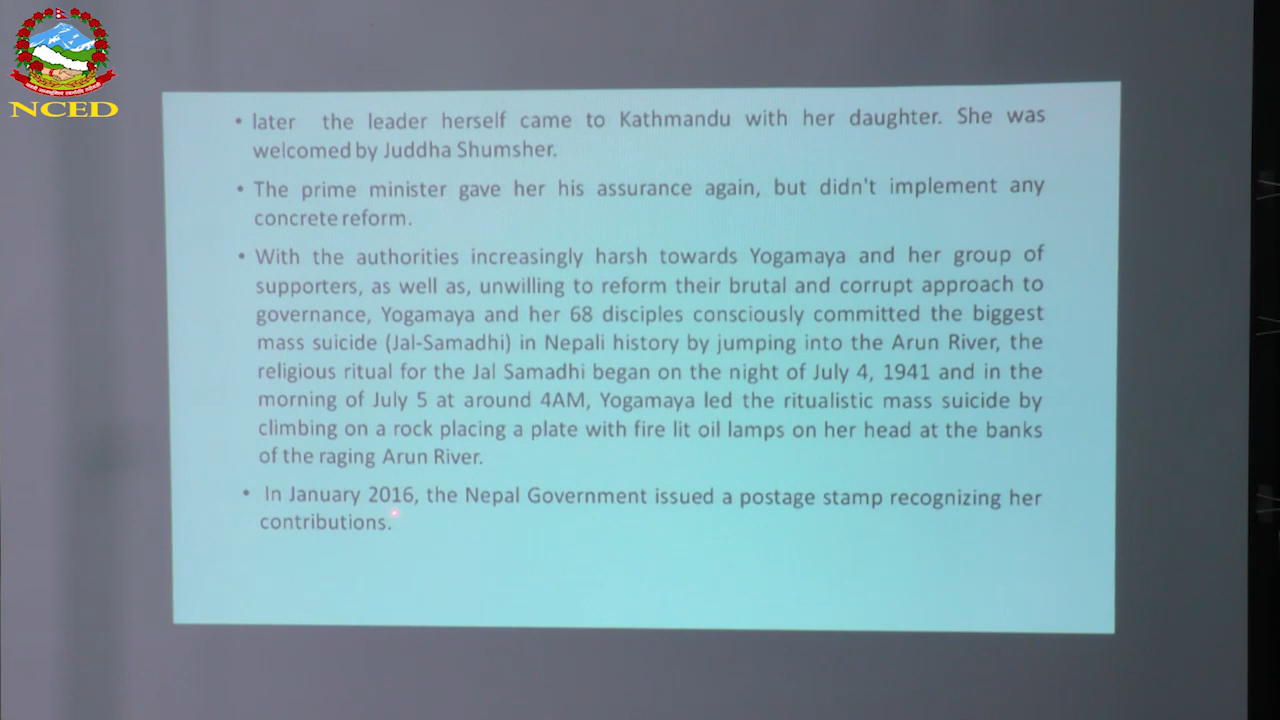 NCED
• later the leader herself came to Kathmandu with her daughter. She was
welcomed by Juddha Shumsher.
• The prime minister gave her his assurance again, but didn't implement any
concrete reform.
• With the authorities increasingly harsh towards Yogamaya and her group of
supporters, as well as, unwilling to reform their brutal and corrupt approach to
governance, Yogamaya and her 68 disciples consciously committed the biggest
mass suicide (Jal-Samadhi) in Nepali history by jumping into the Arun River, the
religious ritual for the Jal Samadhi began on the night of July 4, 1941 and in the
morning of July 5 at around 4AM, Yogamaya led the ritualistic mass suicide by
climbing on a rock placing a plate with fire lit oil lamps on her head at the banks
of the raging Arun River.
• In January 2016, the Nepal Government issued a postage stamp recognizing her
contributions.